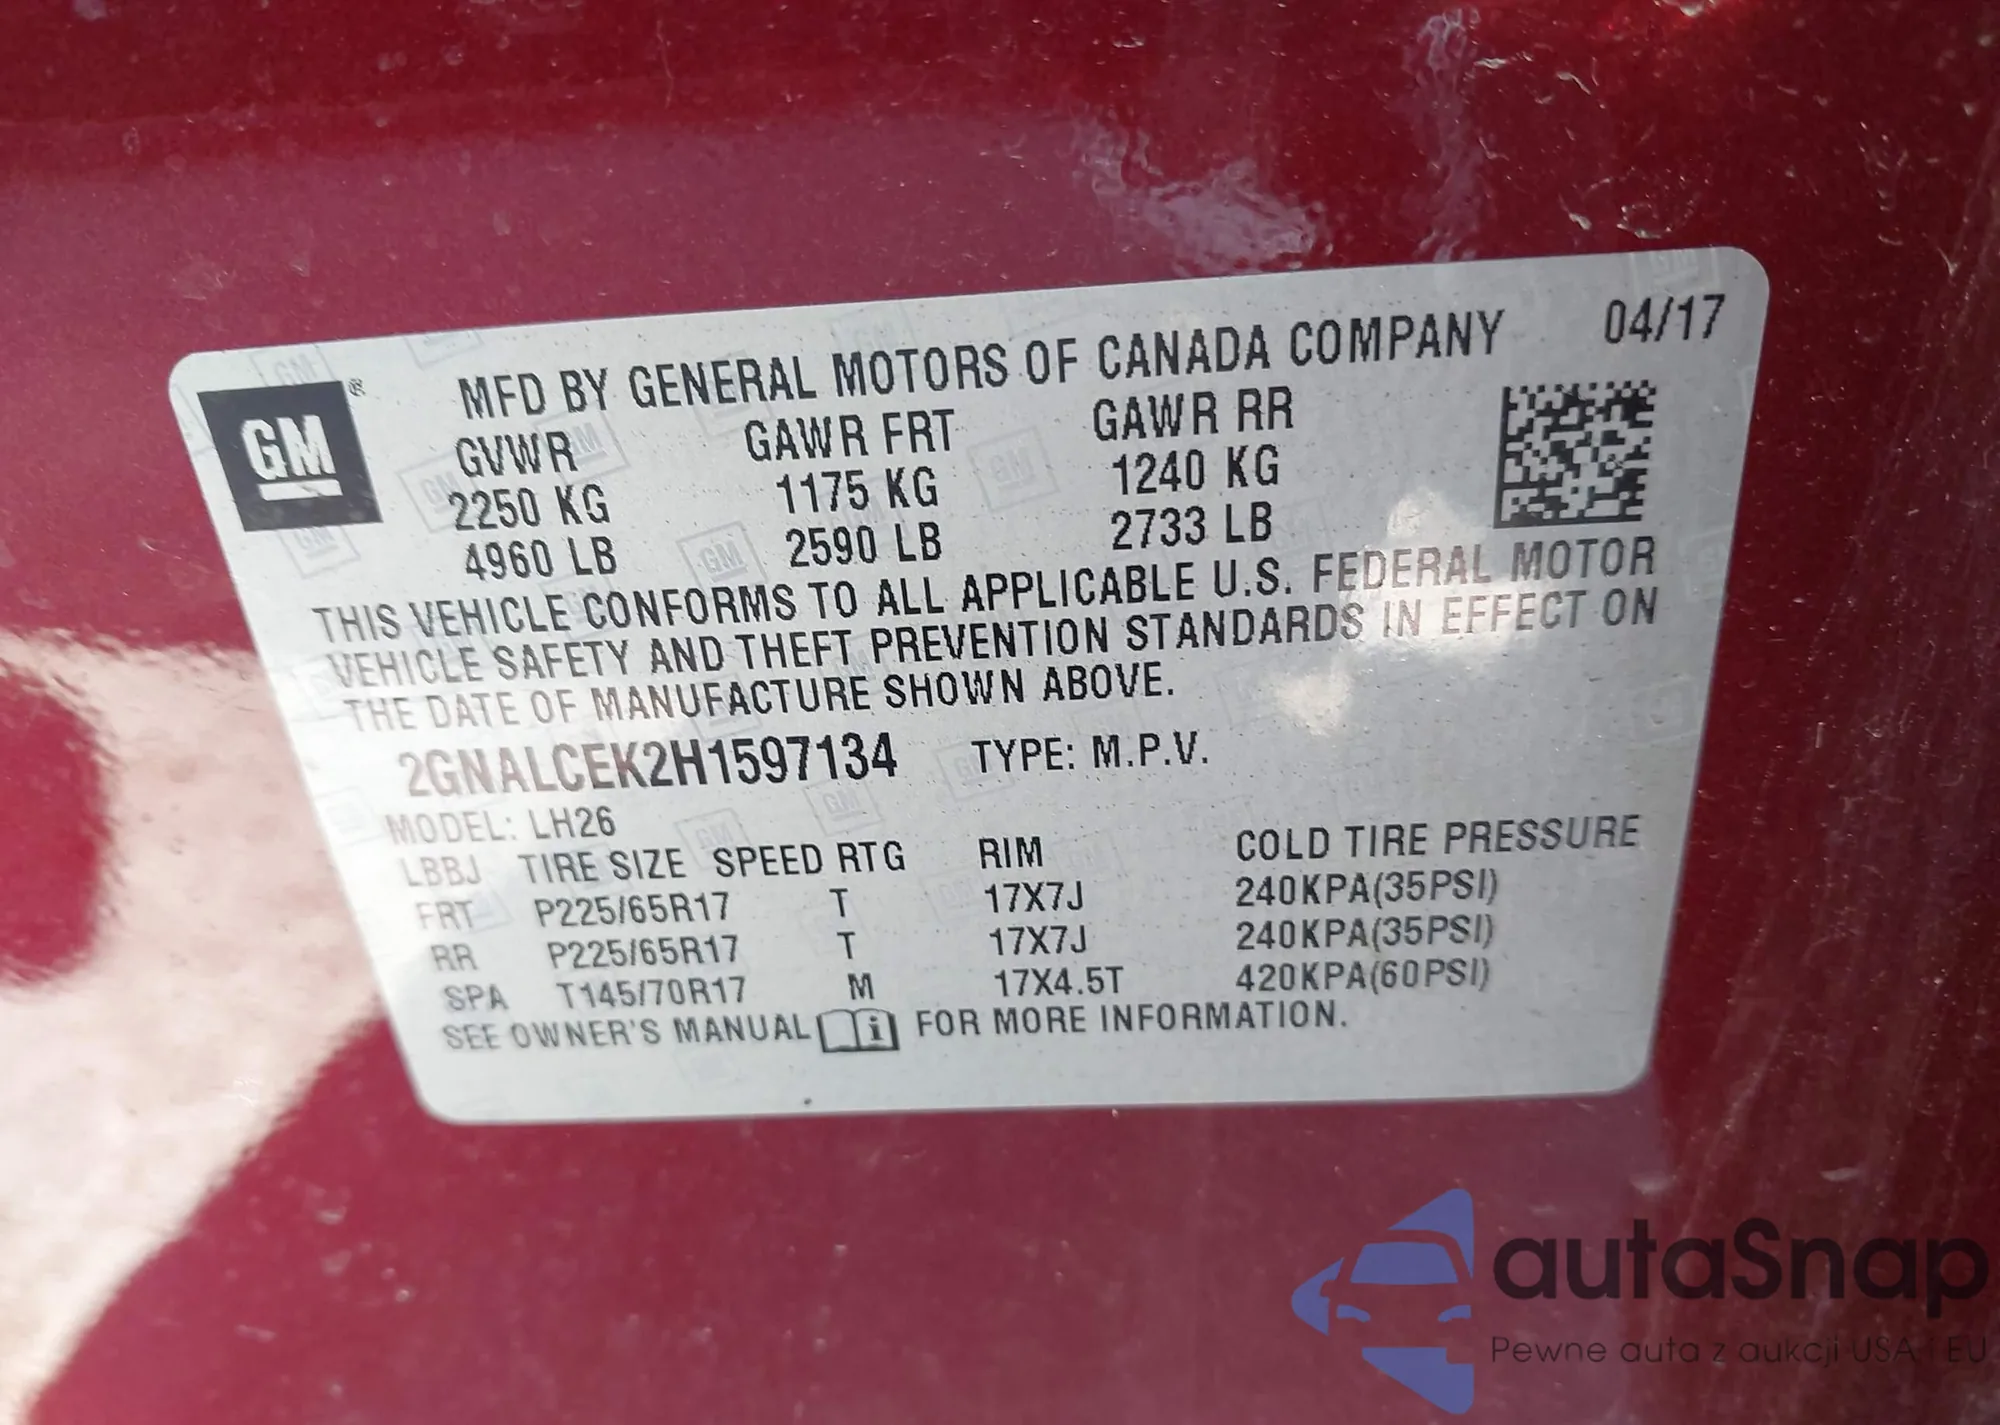 GM ®
MFD BY GENERAL MOTORS OF CANADA COMPANY 04/17
GVWR GAWR FRT GAWR RR
2250 KG 1175 KG 1240 KG
4960 LB 2590 LB 2733 LB
THIS VEHICLE CONFORMS TO ALL APPLICABLE U.S. FEDERAL MOTOR
VEHICLE SAFETY AND THEFT PREVENTION STANDARDS IN EFFECT ON
THE DATE OF MANUFACTURE SHOWN ABOVE.
2GNALCEK2H1597134 TYPE: M.P.V.
MODEL: LH26
LBBJ TIRE SIZE SPEED RTG RIM COLD TIRE PRESSURE
FRT P225/65R17 T 17X7J 240KPA(35PSI)
RR P225/65R17 T 17X7J 240KPA(35PSI)
SPA T145/70R17 M 17X4.5T 420KPA(60PSI)
SEE OWNER'S MANUAL i FOR MORE INFORMATION.
autaSnap
Pewne auta z aukcji USA i EU